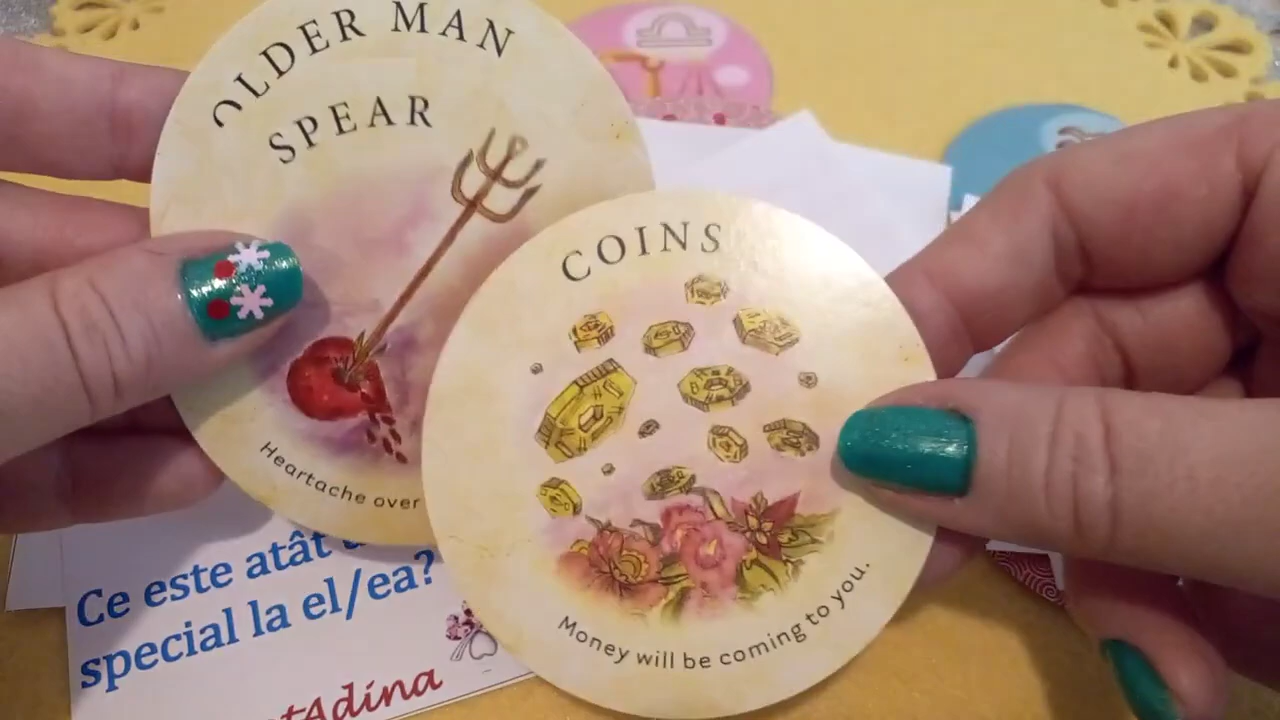 OLDER MAN
SPEAR
Heartache over
COINS
Money will be coming to you.
Ce este atât
special la el/ea?
tAdina